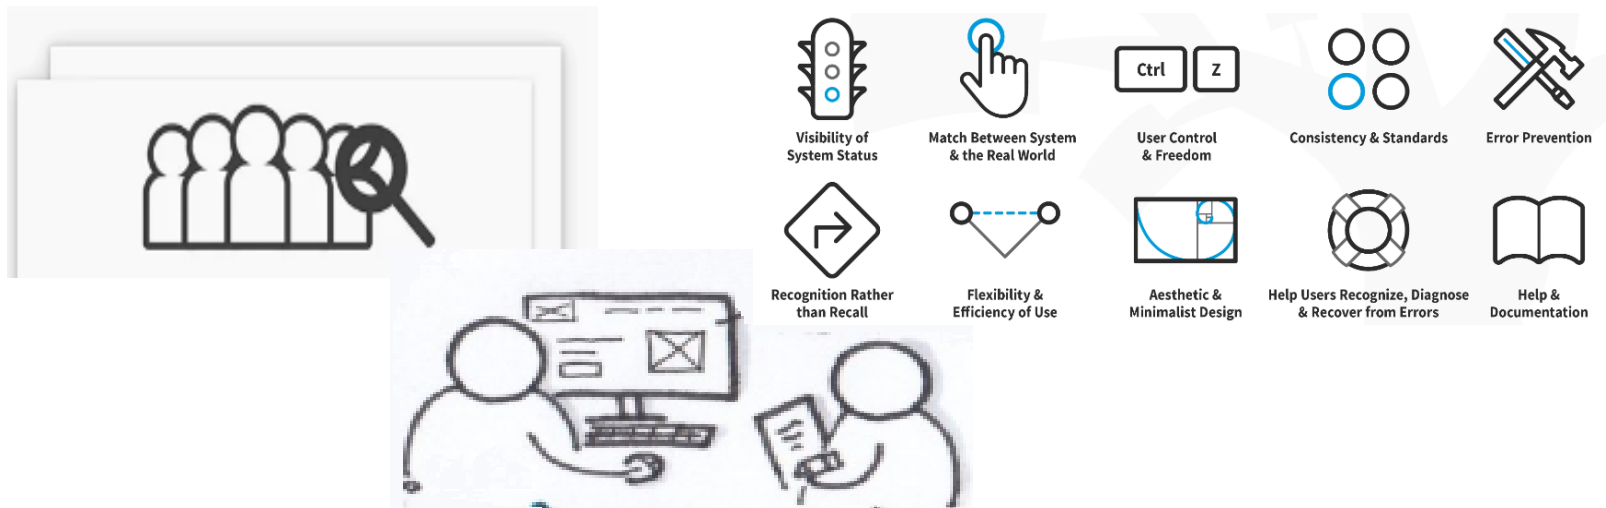 Ctrl
Z
Visibility of
System Status
Match Between System
& the Real World
User Control
& Freedom
Consistency & Standards
Error Prevention
Recognition Rather
than Recall
Flexibility &
Efficiency of Use
Aesthetic &
Minimalist Design
Help Users Recognize, Diagnose
& Recover from Errors
Help &
Documentation